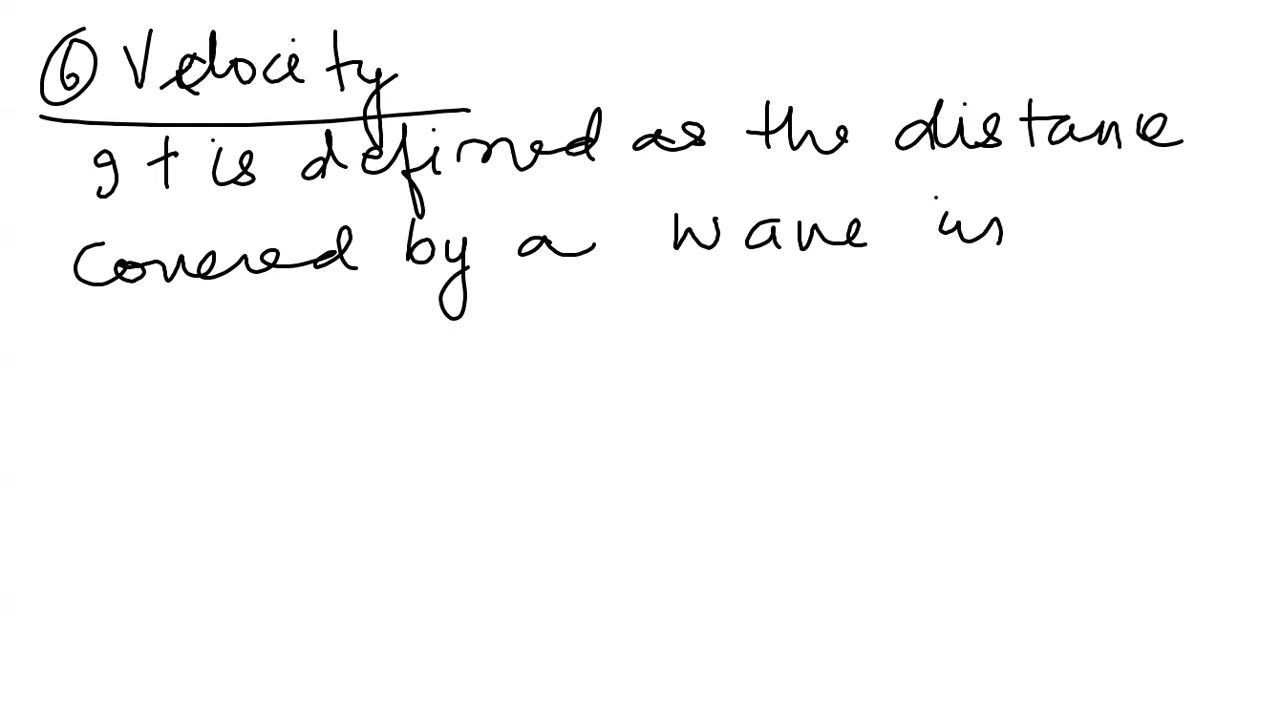 ⑥ Velocity
It is defined as the distance
covered by a wave in